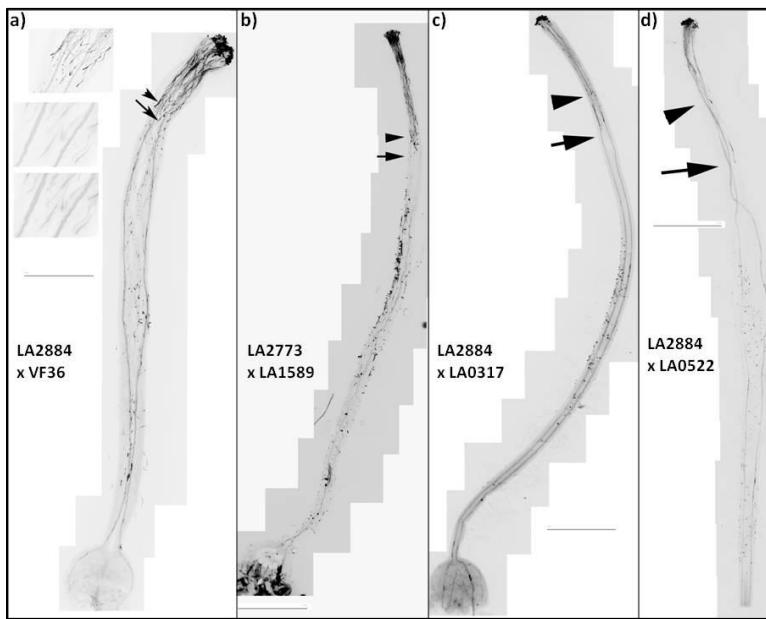 a)
b)
c)
d)
LA2884
x VF36
LA2773
x LA1589
LA2884
x LA0317
LA2884
x LA0522